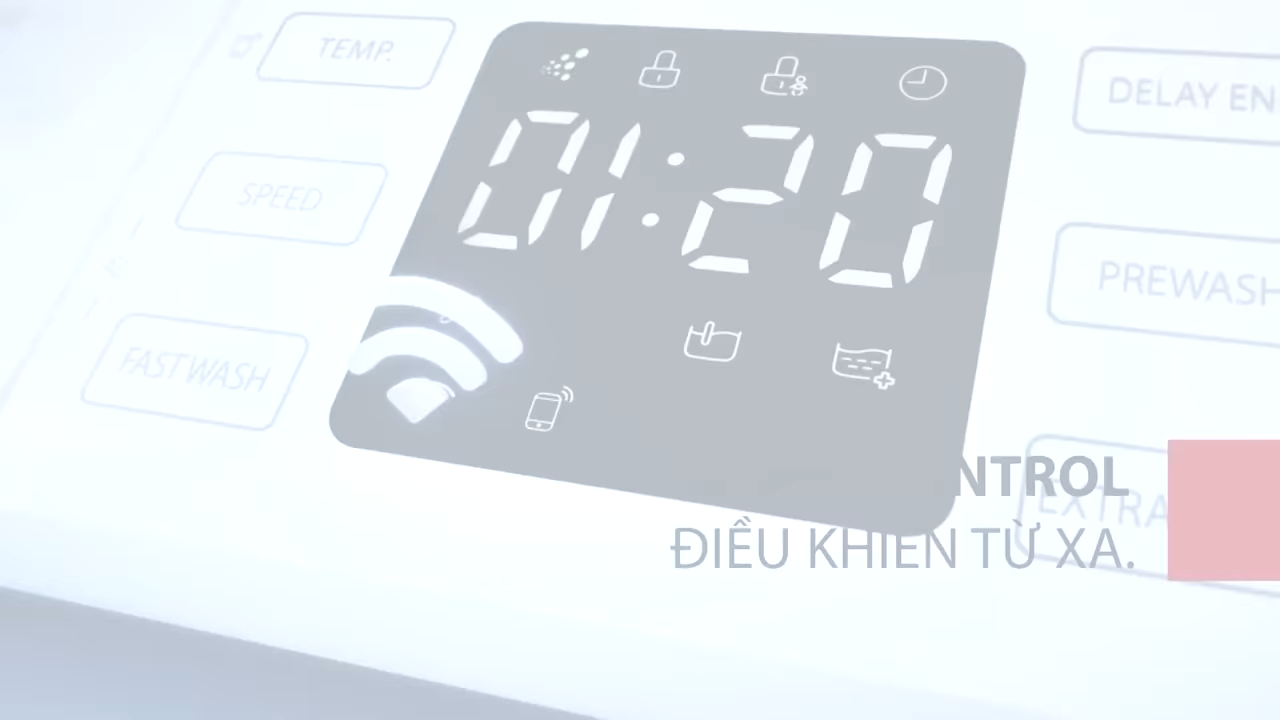 TEMP.
01:20
DELAY EN
SPEED
PREWASH
FAST WASH
NTROL
EXTRA
ĐIỀU KHIỂN TỪ XA.